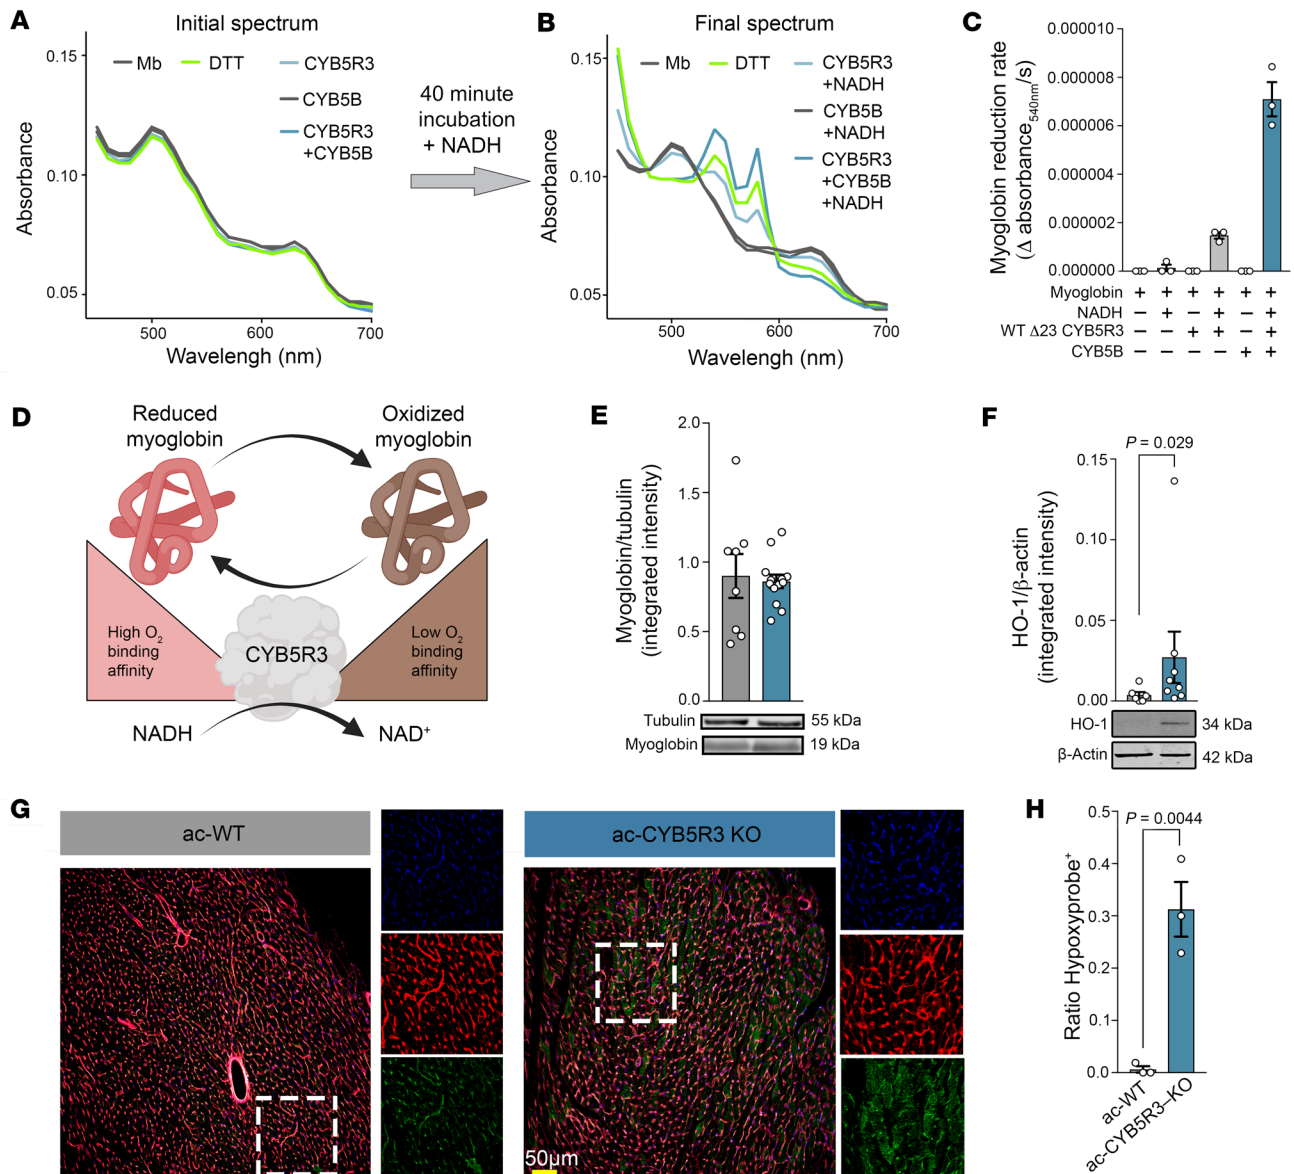 A
Initial spectrum
Absorbance
0.15
0.10
0.05
Mb
DTT
CYB5R3
CYB5B
CYB5R3
+CYB5B
500
600
700
Wavelengh (nm)
40 minute
incubation
+ NADH
B
Final spectrum
Absorbance
0.15
0.10
0.05
Mb
DTT
CYB5R3
+NADH
CYB5B
+NADH
CYB5R3
+CYB5B
+NADH
500
600
700
Wavelengh (nm)
C
Myoglobin reduction rate
(Δ absorbance540nm/s)
0.000010
0.000008
0.000006
0.000004
0.000002
0.000000
Myoglobin + + + + + +
NADH – + – + – +
WT Δ23 CYB5R3 – – + + – +
CYB5B – – – – + +
D
Reduced
myoglobin
Oxidized
myoglobin
High O2
binding
affinity
CYB5R3
Low O2
binding
affinity
NADH
NAD+
E
Myoglobin/tubulin
(integrated intensity)
2.0
1.5
1.0
0.5
0.0
Tubulin 55 kDa
Myoglobin 19 kDa
F
HO-1/β-actin
(integrated intensity)
P = 0.029
0.15
0.10
0.05
0.00
HO-1 34 kDa
β-Actin 42 kDa
G
ac-WT
ac-CYB5R3 KO
50µm
H
Ratio Hypoxyprobe+
P = 0.0044
0.5
0.4
0.3
0.2
0.1
0.0
ac-WT
ac-CYB5R3–KO